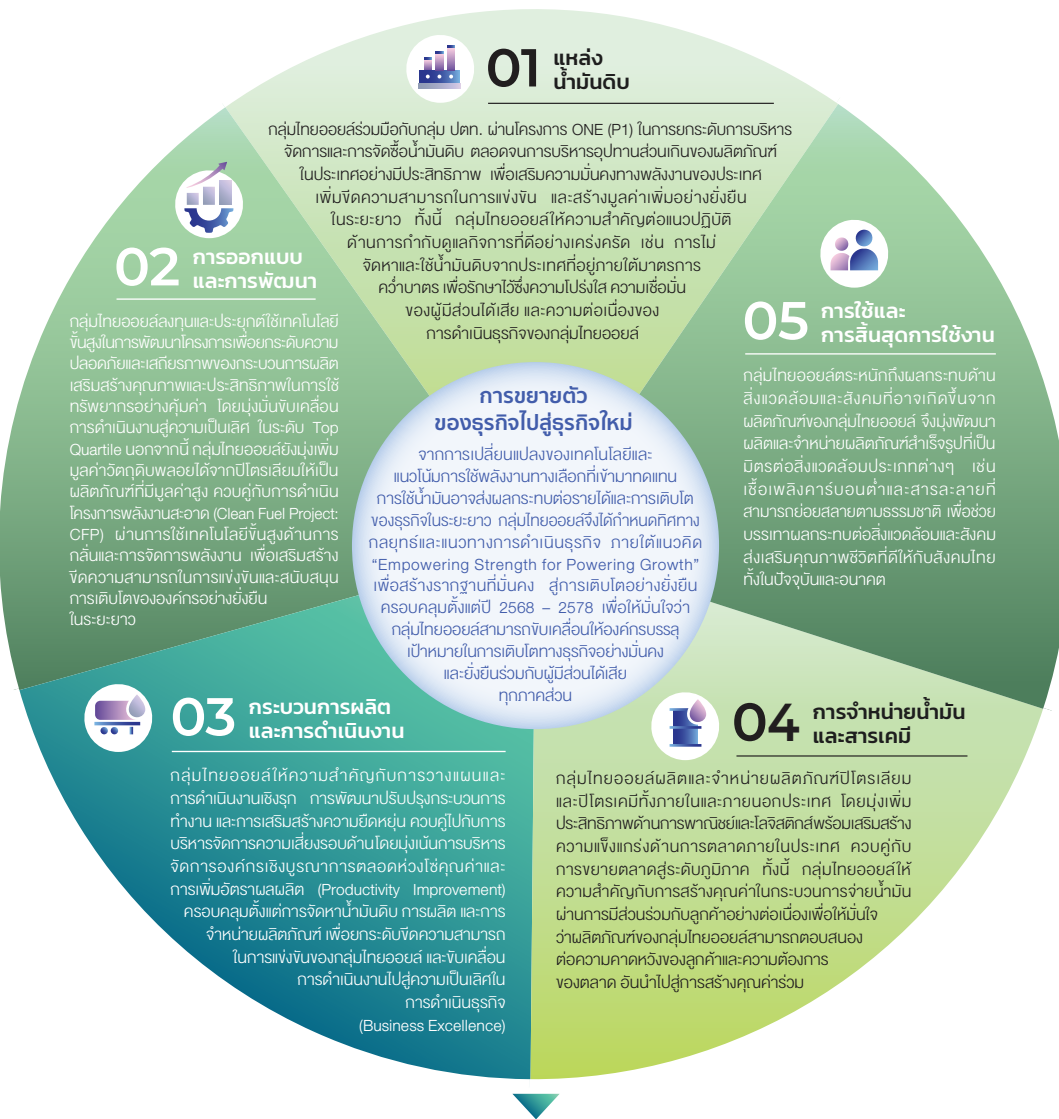 01 แหล่ง
น้ำมันดิบ
กลุ่มไทยออยล์ร่วมมือกับกลุ่ม ปตท. ผ่านโครงการ ONE (P1) ในการยกระดับการบริหาร
จัดการและการจัดซื้อน้ำมันดิบ ตลอดจนการบริหารอุปทานส่วนเกินของผลิตภัณฑ์
ในประเทศอย่างมีประสิทธิภาพ เพื่อเสริมความมั่นคงทางพลังงานของประเทศ
เพิ่มขีดความสามารถในการแข่งขัน และสร้างมูลค่าเพิ่มอย่างยั่งยืน
ในระยะยาว ทั้งนี้ กลุ่มไทยออยล์ให้ความสำคัญต่อแนวปฏิบัติ
ด้านการกำกับดูแลกิจการที่ดีอย่างเคร่งครัด เช่น การไม่
จัดหาและใช้น้ำมันดิบจากประเทศที่อยู่ภายใต้มาตรการ
คว่ำบาตร เพื่อรักษาไว้ซึ่งความโปร่งใส ความเชื่อมั่น
ของผู้มีส่วนได้เสีย และความต่อเนื่องของ
การดำเนินธุรกิจของกลุ่มไทยออยล์
02 การออกแบบ
และการพัฒนา
กลุ่มไทยออยล์ลงทุนและประยุกต์ใช้เทคโนโลยี
ขั้นสูงในการพัฒนาโครงการเพื่อยกระดับความ
ปลอดภัยและเสถียรภาพของกระบวนการผลิต
เสริมสร้างคุณภาพและประสิทธิภาพในการใช้
ทรัพยากรอย่างคุ้มค่า โดยมุ่งมั่นขับเคลื่อน
การดำเนินงานสู่ความเป็นเลิศ ในระดับ Top
Quartile นอกจากนี้ กลุ่มไทยออยล์ยังมุ่งเพิ่ม
มูลค่าวัตถุดิบพลอยได้จากปิโตรเลียมให้เป็น
ผลิตภัณฑ์ที่มีมูลค่าสูง ควบคู่กับการดำเนิน
โครงการพลังงานสะอาด (Clean Fuel Project:
CFP) ผ่านการใช้เทคโนโลยีขั้นสูงด้านการ
กลั่นและการจัดการพลังงาน เพื่อเสริมสร้าง
ขีดความสามารถในการแข่งขันและสนับสนุน
การเติบโตขององค์กรอย่างยั่งยืน
ในระยะยาว
05 การใช้และ
การสิ้นสุดการใช้งาน
กลุ่มไทยออยล์ตระหนักถึงผลกระทบด้าน
สิ่งแวดล้อมและสังคมที่อาจเกิดขึ้นจาก
ผลิตภัณฑ์ของกลุ่มไทยออยล์ จึงมุ่งพัฒนา
ผลิตและจำหน่ายผลิตภัณฑ์สำเร็จรูปที่เป็น
มิตรต่อสิ่งแวดล้อมประเภทต่างๆ เช่น
เชื้อเพลิงคาร์บอนต่ำและสารละลายที่
สามารถย่อยสลายตามธรรมชาติ เพื่อช่วย
บรรเทาผลกระทบต่อสิ่งแวดล้อมและสังคม
ส่งเสริมคุณภาพชีวิตที่ดีให้กับสังคมไทย
ทั้งในปัจจุบันและอนาคต
การขยายตัว
ของธุรกิจไปสู่ธุรกิจใหม่
จากการเปลี่ยนแปลงของเทคโนโลยีและ
แนวโน้มการใช้พลังงานทางเลือกที่เข้ามาทดแทน
การใช้น้ำมันอาจส่งผลกระทบต่อรายได้และการเติบโต
ของธุรกิจในระยะยาว กลุ่มไทยออยล์จึงได้กำหนดทิศทาง
กลยุทธ์และแนวทางการดำเนินธุรกิจ ภายใต้แนวคิด
“Empowering Strength for Powering Growth”
เพื่อสร้างรากฐานที่มั่นคง สู่การเติบโตอย่างยั่งยืน
ครอบคลุมตั้งแต่ปี 2568 – 2578 เพื่อให้มั่นใจว่า
กลุ่มไทยออยล์สามารถขับเคลื่อนให้องค์กรบรรลุ
เป้าหมายในการเติบโตทางธุรกิจอย่างมั่นคง
และยั่งยืนร่วมกับผู้มีส่วนได้เสีย
ทุกภาคส่วน
03 กระบวนการผลิต
และการดำเนินงาน
กลุ่มไทยออยล์ให้ความสำคัญกับการวางแผนและ
การดำเนินงานเชิงรุก การพัฒนาปรับปรุงกระบวนการ
ทำงาน และการเสริมสร้างความยืดหยุ่น ควบคู่ไปกับการ
บริหารจัดการความเสี่ยงรอบด้านโดยมุ่งเน้นการบริหาร
จัดการองค์กรเชิงบูรณาการตลอดห่วงโซ่คุณค่าและ
การเพิ่มอัตราผลผลิต (Productivity Improvement)
ครอบคลุมตั้งแต่การจัดหาน้ำมันดิบ การผลิต และการ
จำหน่ายผลิตภัณฑ์ เพื่อยกระดับขีดความสามารถ
ในการแข่งขันของกลุ่มไทยออยล์ และขับเคลื่อน
การดำเนินงานไปสู่ความเป็นเลิศใน
การดำเนินธุรกิจ
(Business Excellence)
04 การจำหน่ายน้ำมัน
และสารเคมี
กลุ่มไทยออยล์ผลิตและจำหน่ายผลิตภัณฑ์ปิโตรเลียม
และปิโตรเคมีทั้งภายในและภายนอกประเทศ โดยมุ่งเพิ่ม
ประสิทธิภาพด้านการพาณิชย์และโลจิสติกส์พร้อมเสริมสร้าง
ความแข็งแกร่งด้านการตลาดภายในประเทศ ควบคู่กับ
การขยายตลาดสู่ระดับภูมิภาค ทั้งนี้ กลุ่มไทยออยล์ให้
ความสำคัญกับการสร้างคุณค่าในกระบวนการจ่ายน้ำมัน
ผ่านการมีส่วนร่วมกับลูกค้าอย่างต่อเนื่องเพื่อให้มั่นใจ
ว่าผลิตภัณฑ์ของกลุ่มไทยออยล์สามารถตอบสนอง
ต่อความคาดหวังของลูกค้าและความต้องการ
ของตลาด อันนำไปสู่การสร้างคุณค่าร่วม